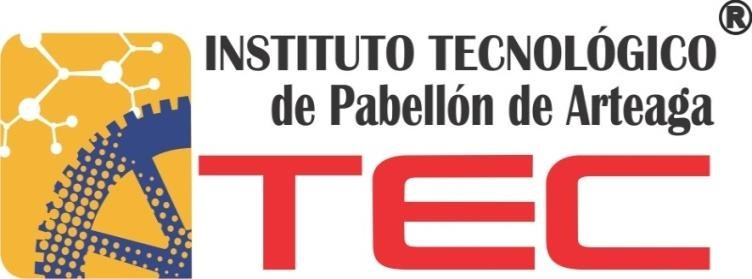 INSTITUTO TECNOLÓGICO ®
de Pabellón de Arteaga
TEC